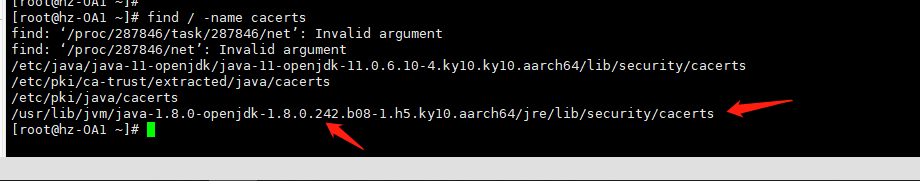 [root@hz-OA1 ~]#
[root@hz-OA1 ~]# find / -name cacerts
find: ‘/proc/287846/task/287846/net’: Invalid argument
find: ‘/proc/287846/net’: Invalid argument
/etc/java/java-11-openjdk/java-11-openjdk-11.0.6.10-4.ky10.ky10.aarch64/lib/security/cacerts
/etc/pki/ca-trust/extracted/java/cacerts
/etc/pki/java/cacerts
/usr/lib/jvm/java-1.8.0-openjdk-1.8.0.242.b08-1.h5.ky10.aarch64/jre/lib/security/cacerts
[root@hz-OA1 ~]#